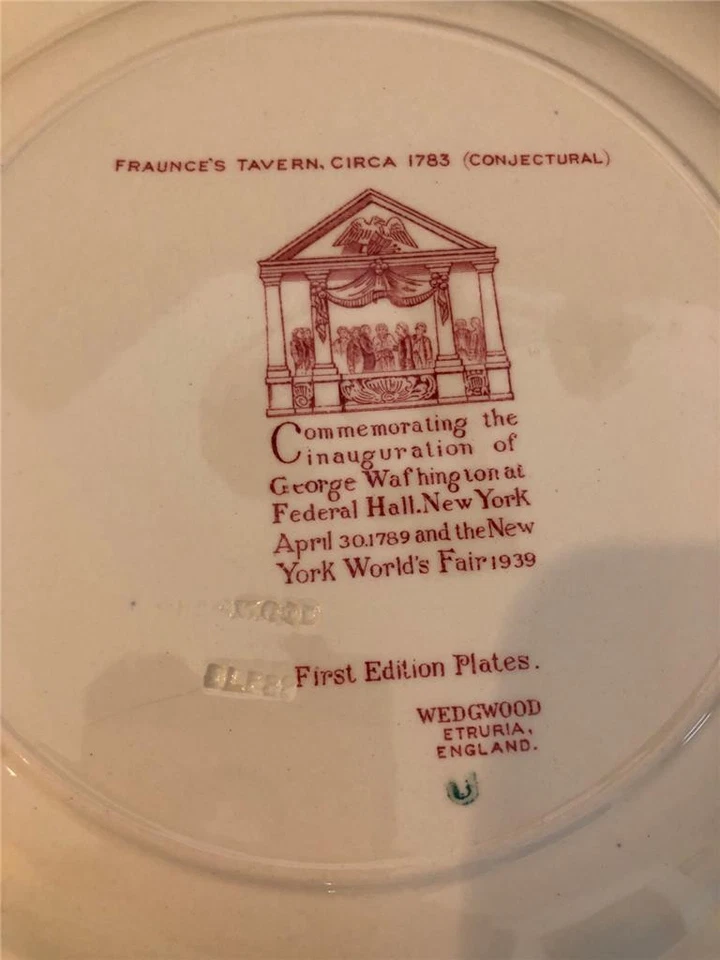 FRAUNCE'S TAVERN, CIRCA 1783 (CONJECTURAL)
Commemorating the
inauguration of
George Waſhington at
Federal Hall. New York
April 30.1789 and the New
York World's Fair 1939
First Edition Plates.
WEDGWOOD
ETRURIA,
ENGLAND.
U